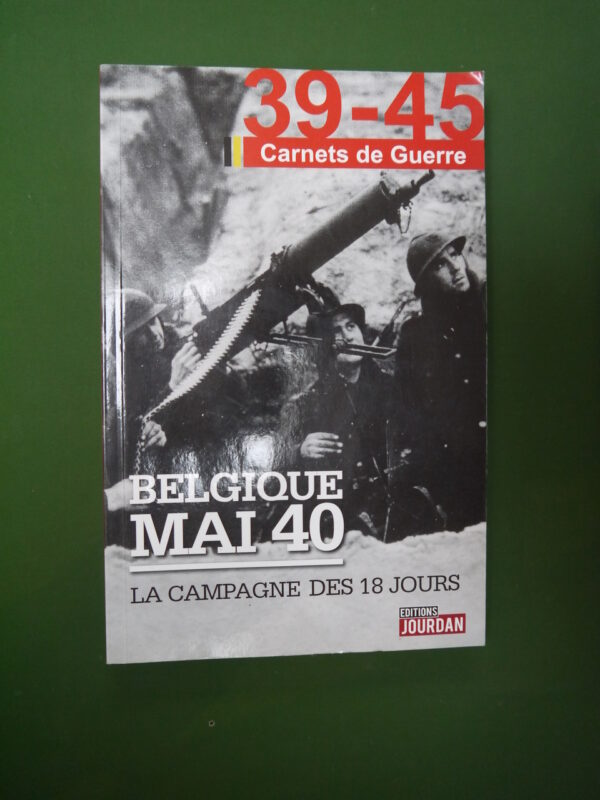 39-45
Carnets de Guerre
BELGIQUE
MAI 40
LA CAMPAGNE DES 18 JOURS
EDITIONS
JOURDAN